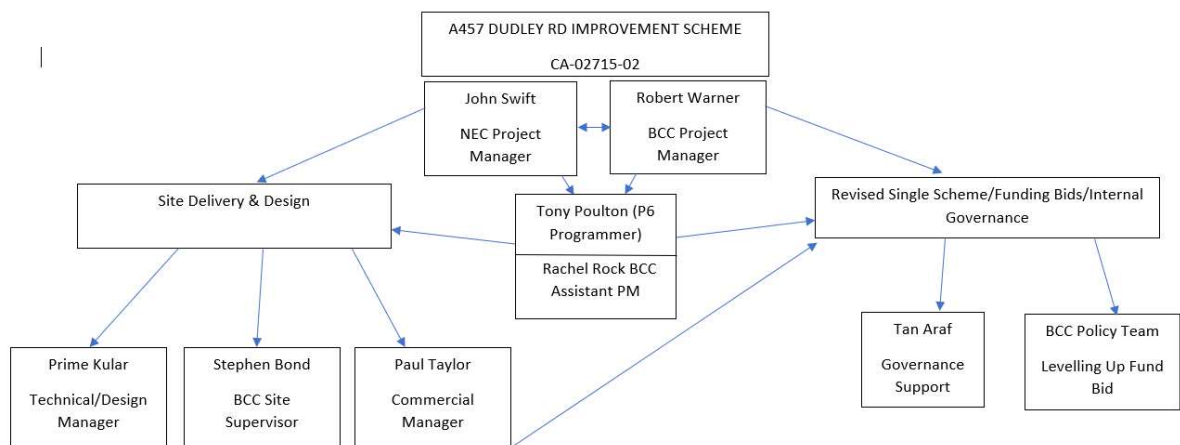 A457 DUDLEY RD IMPROVEMENT SCHEME
CA-02715-02
John Swift
NEC Project
Manager
Robert Warner
BCC Project
Manager
Site Delivery & Design
Tony Poulton (P6
Programmer)
Rachel Rock BCC
Assistant PM
Revised Single Scheme/Funding Bids/Internal
Governance
Prime Kular
Technical/Design
Manager
Stephen Bond
BCC Site
Supervisor
Paul Taylor
Commercial
Manager
Tan Araf
Governance
Support
BCC Policy Team
Levelling Up Fund
Bid